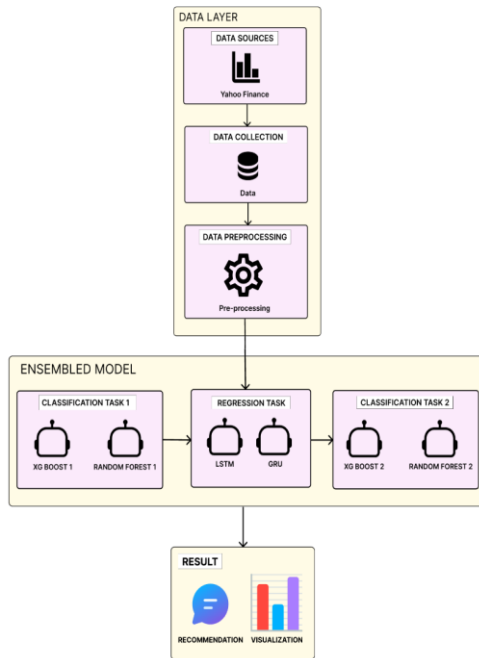 DATA LAYER
DATA SOURCES
Yahoo Finance
DATA COLLECTION
Data
DATA PREPROCESSING
Pre-processing
ENSEMBLED MODEL
CLASSIFICATION TASK 1
XG BOOST 1
RANDOM FOREST 1
REGRESSION TASK
LSTM
GRU
CLASSIFICATION TASK 2
XG BOOST 2
RANDOM FOREST 2
RESULT
RECOMMENDATION
VISUALIZATION